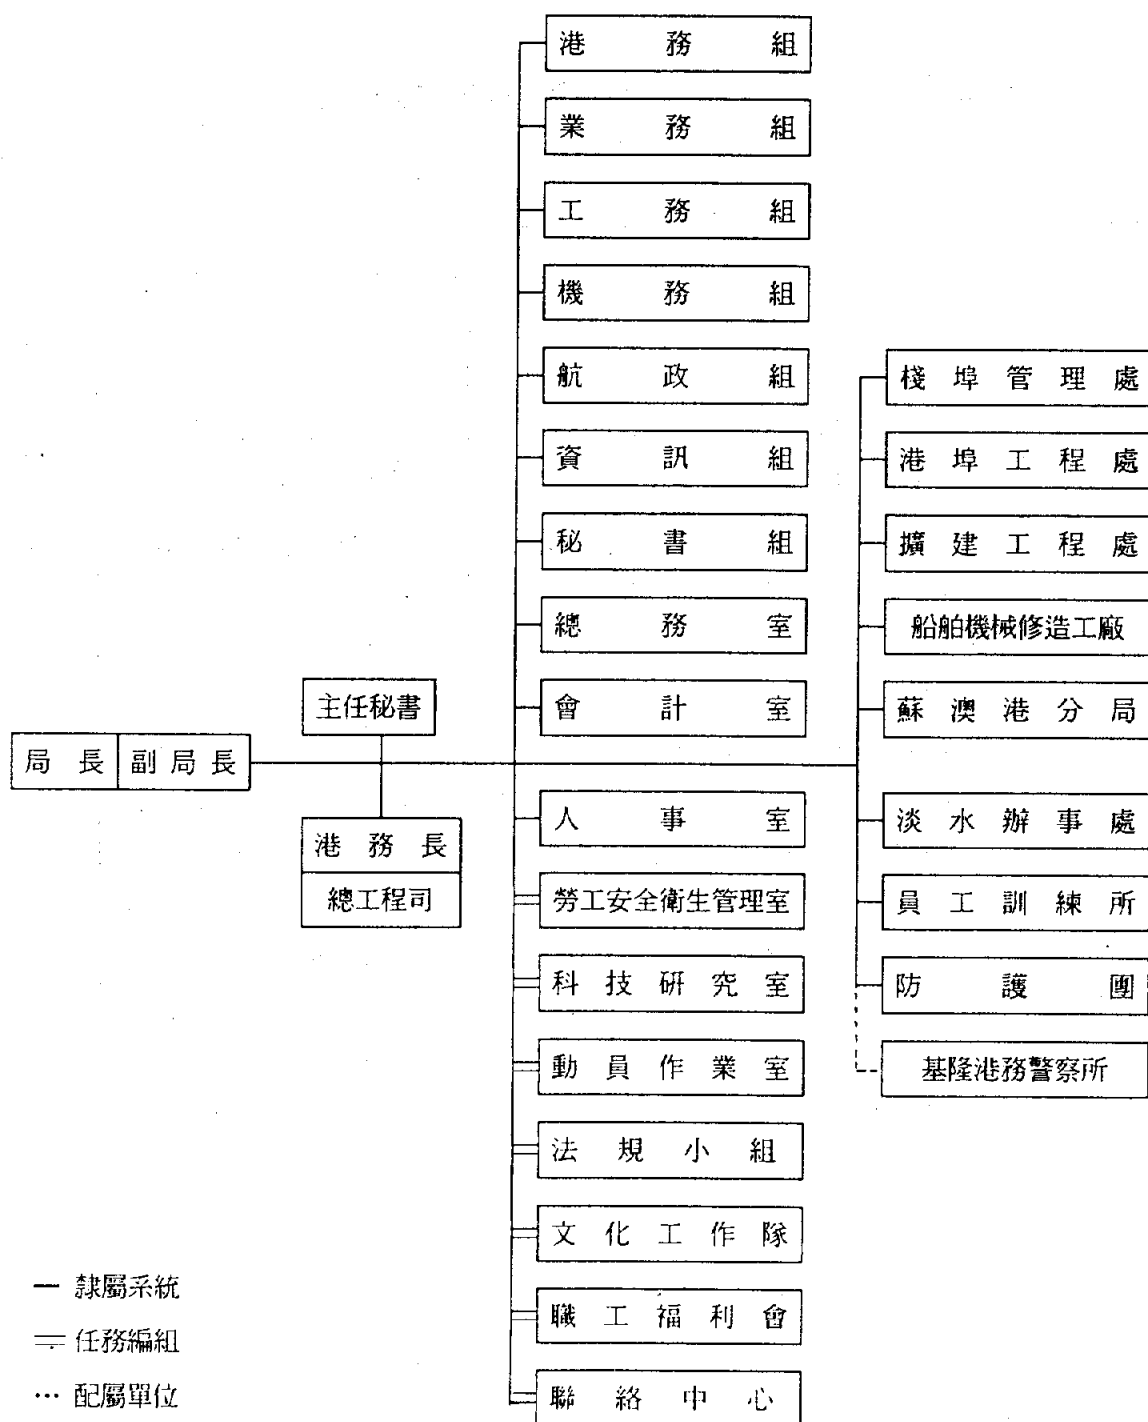 港務組
業務組
工務組
機務組
航政組
資訊組
秘書組
總務室
會計室
主任秘書
局長 副局長
港務長
總工程司
人事室
勞工安全衛生管理室
科技研究室
動員作業室
法規小組
文化工作隊
職工福利會
聯絡中心
棧埠管理處
港埠工程處
擴建工程處
船舶機械修造工廠
蘇澳港分局
淡水辦事處
員工訓練所
防護團
基隆港務警察所
— 隸屬系統
═ 任務編組
… 配屬單位